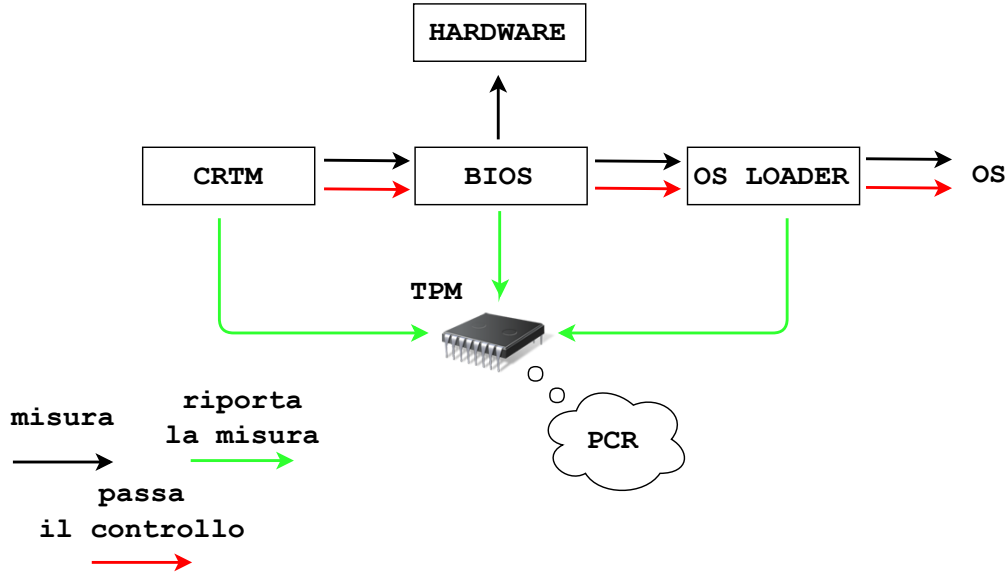 HARDWARE
CRTM
BIOS
OS LOADER
OS
TPM
PCR
misura
riporta
la misura
passa
il controllo